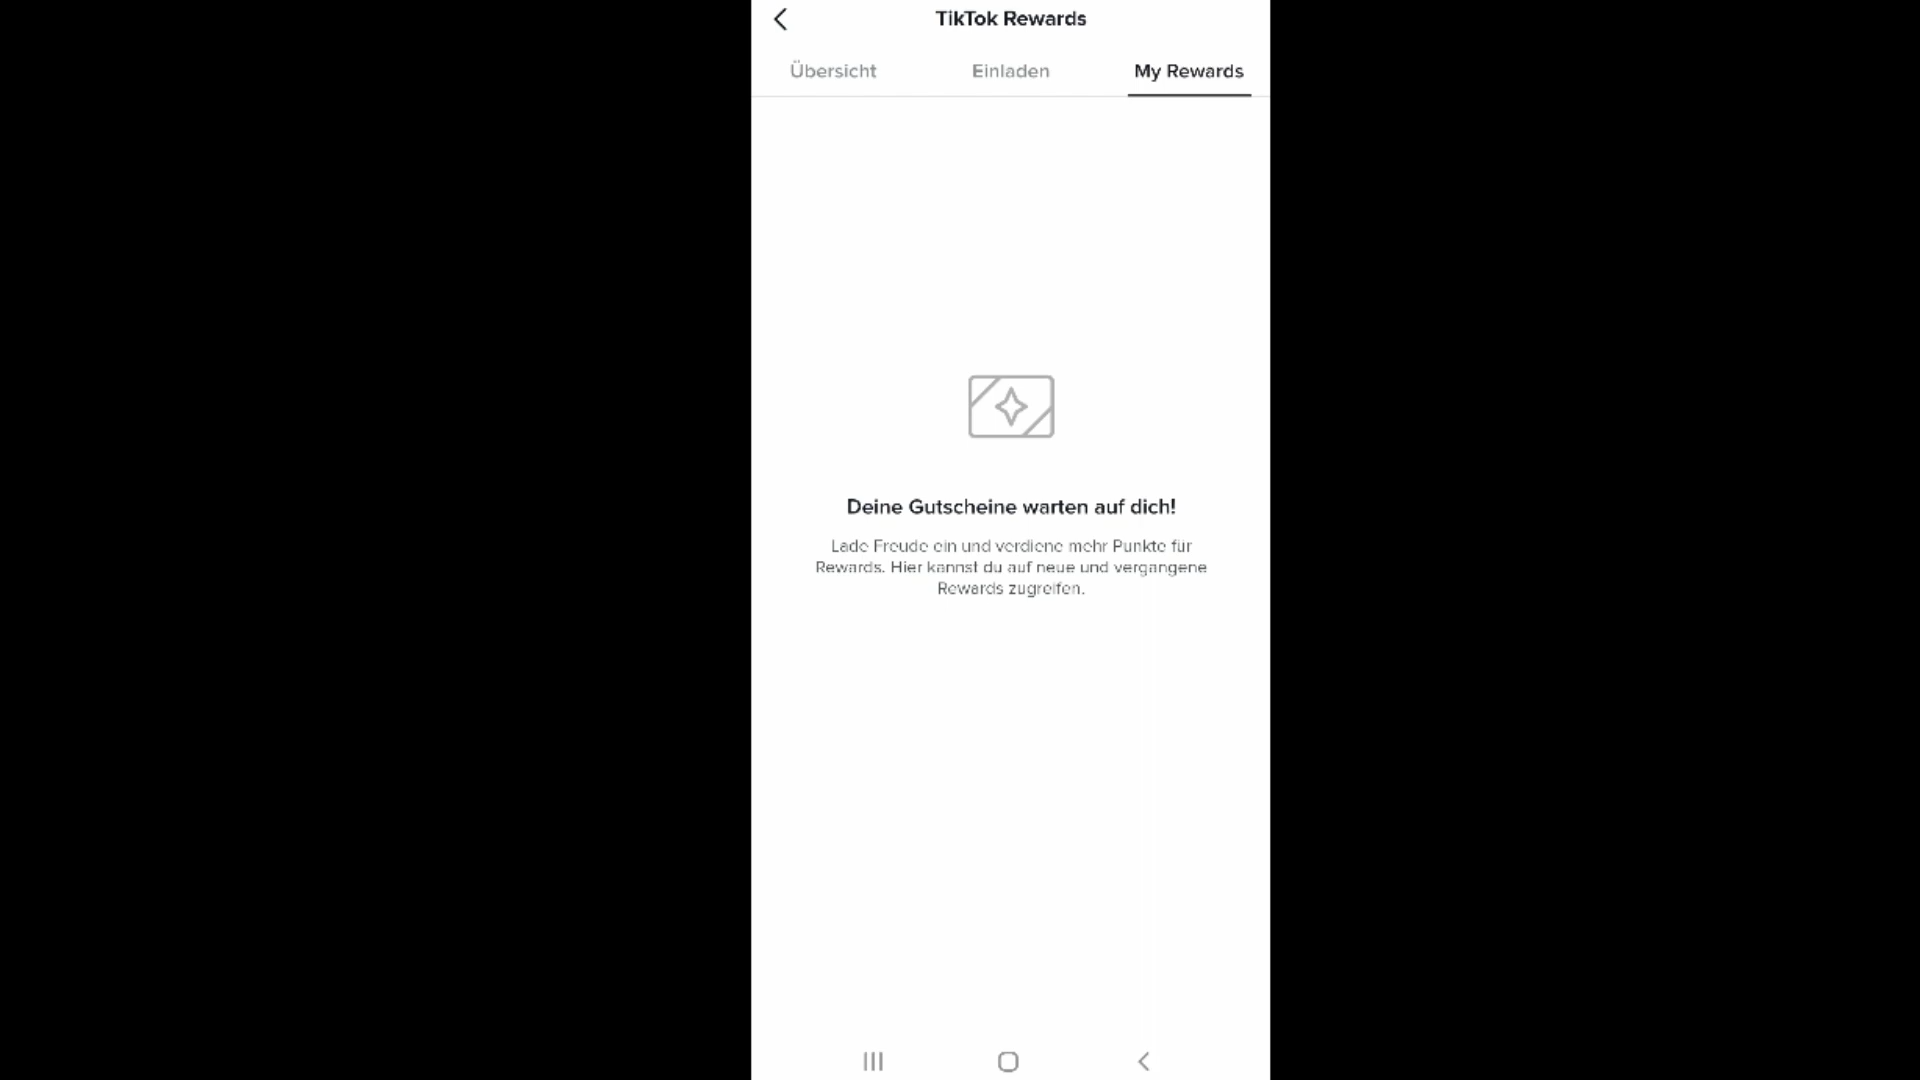 TikTok Rewards
Übersicht
Einladen
My Rewards
Deine Gutscheine warten auf dich!
Lade Freude ein und verdiene mehr Punkte für
Rewards. Hier kannst du auf neue und vergangene
Rewards zugreifen.